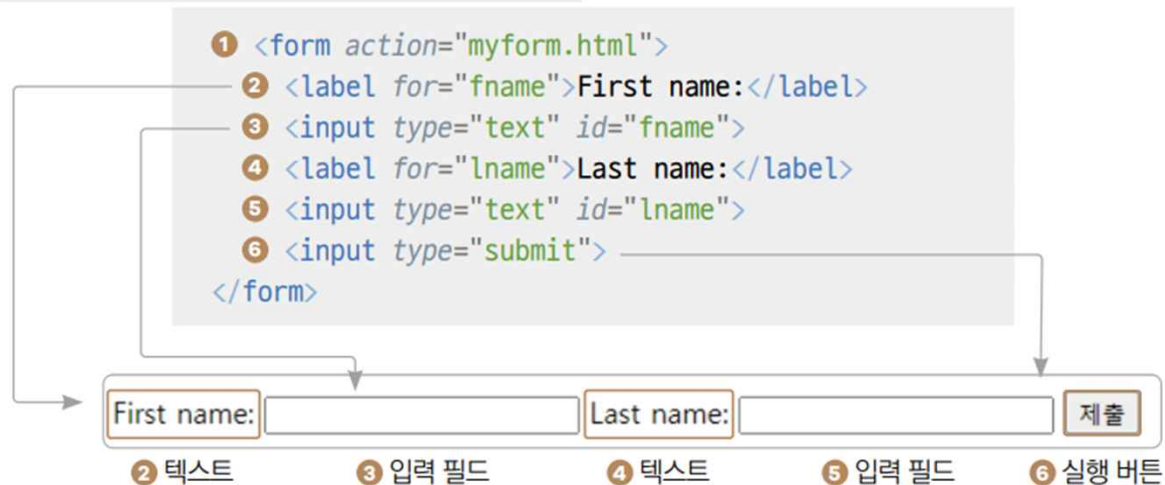 ❶ <form action="myform.html">
❷ <label for="fname">First name:</label>
❸ <input type="text" id="fname">
❹ <label for="lname">Last name:</label>
❺ <input type="text" id="lname">
❻ <input type="submit">
</form>
First name: Last name: 제출
❷ 텍스트 ❸ 입력 필드 ❹ 텍스트 ❺ 입력 필드 ❻ 실행 버튼